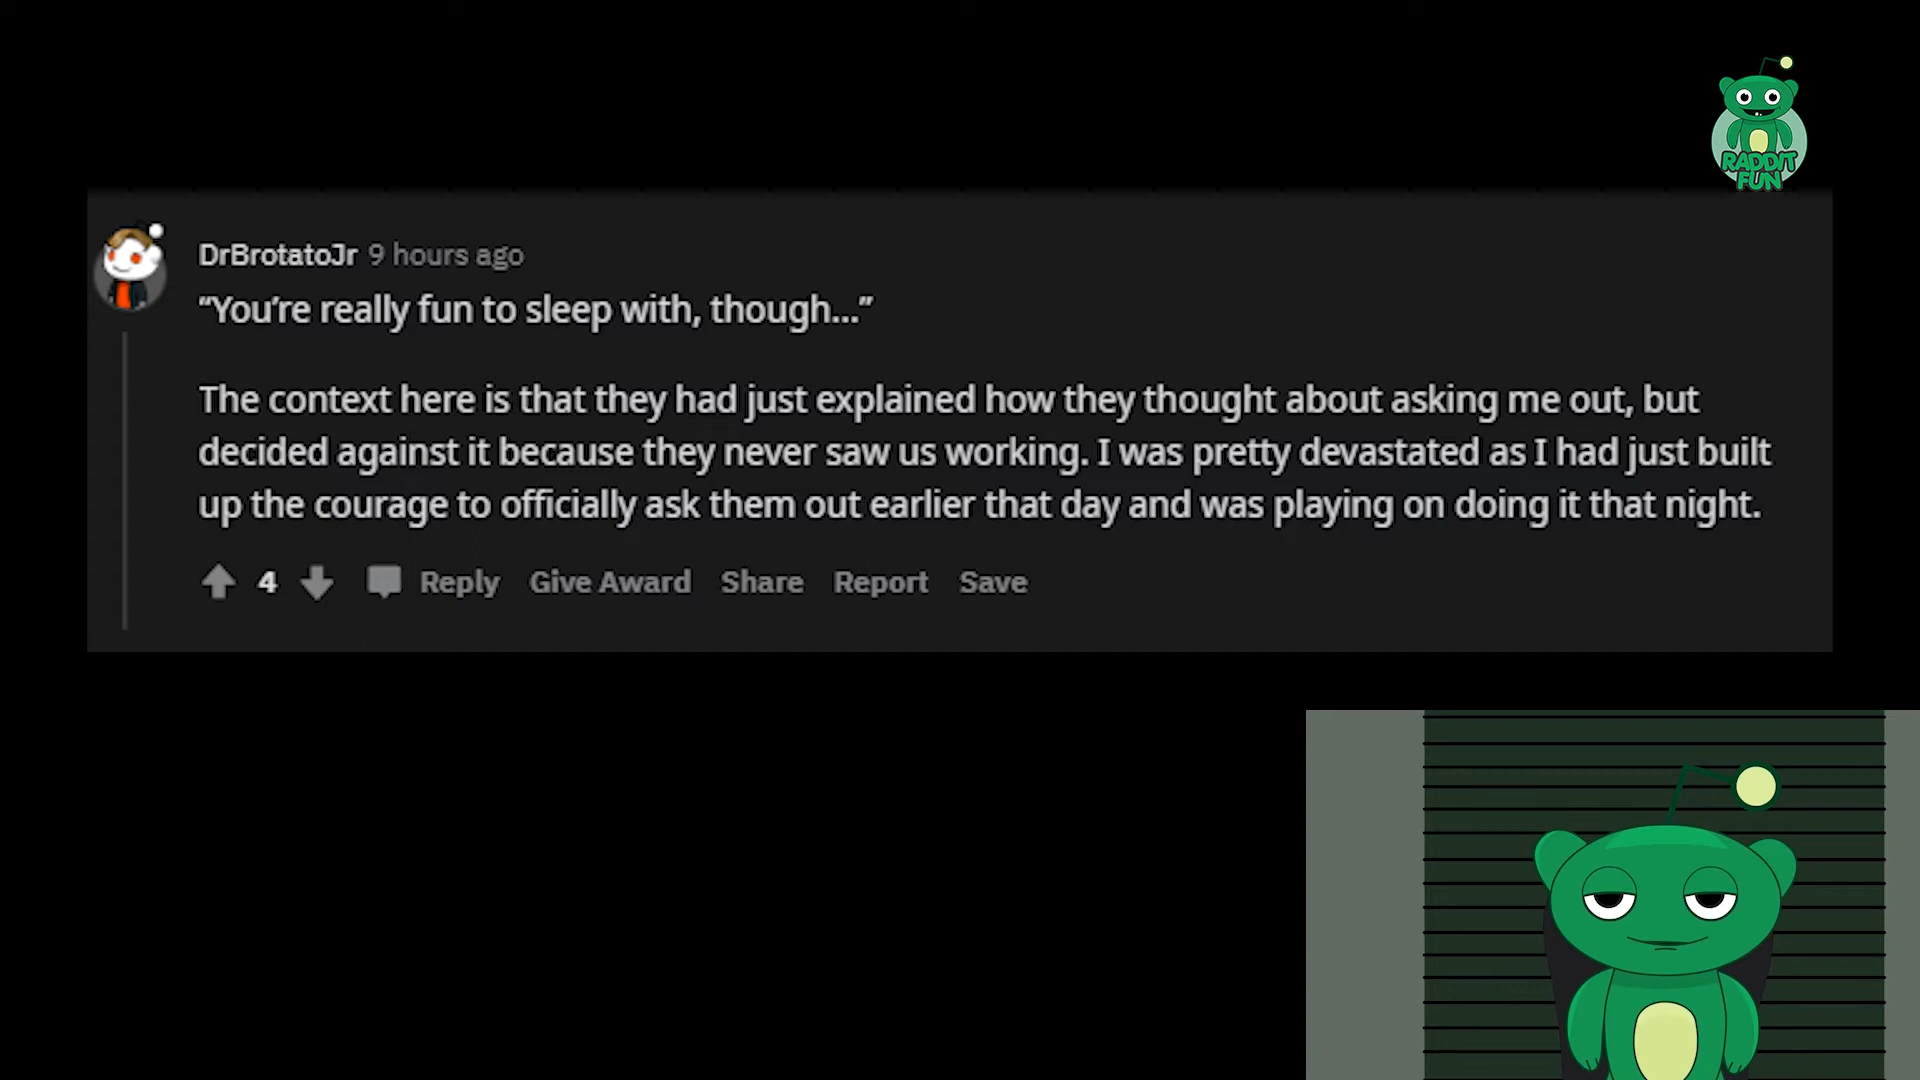 RADDIT
FUN
DrBrotatoJr 9 hours ago
“You’re really fun to sleep with, though...”
The context here is that they had just explained how they thought about asking me out, but
decided against it because they never saw us working. I was pretty devastated as I had just built
up the courage to officially ask them out earlier that day and was playing on doing it that night.
4 Reply Give Award Share Report Save